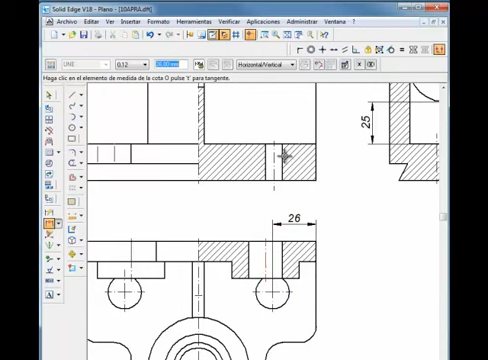 Solid Edge V18 - Plano - [10APRA.dft]
Archivo Editar Ver Insertar Formato Herramientas Verificar Aplicaciones Administrar Ventana ?
UNE 0,12 Horizontal/Vertical x
Haga clic en el elemento de medida de la cota O pulse 't' para tangente.
25
26